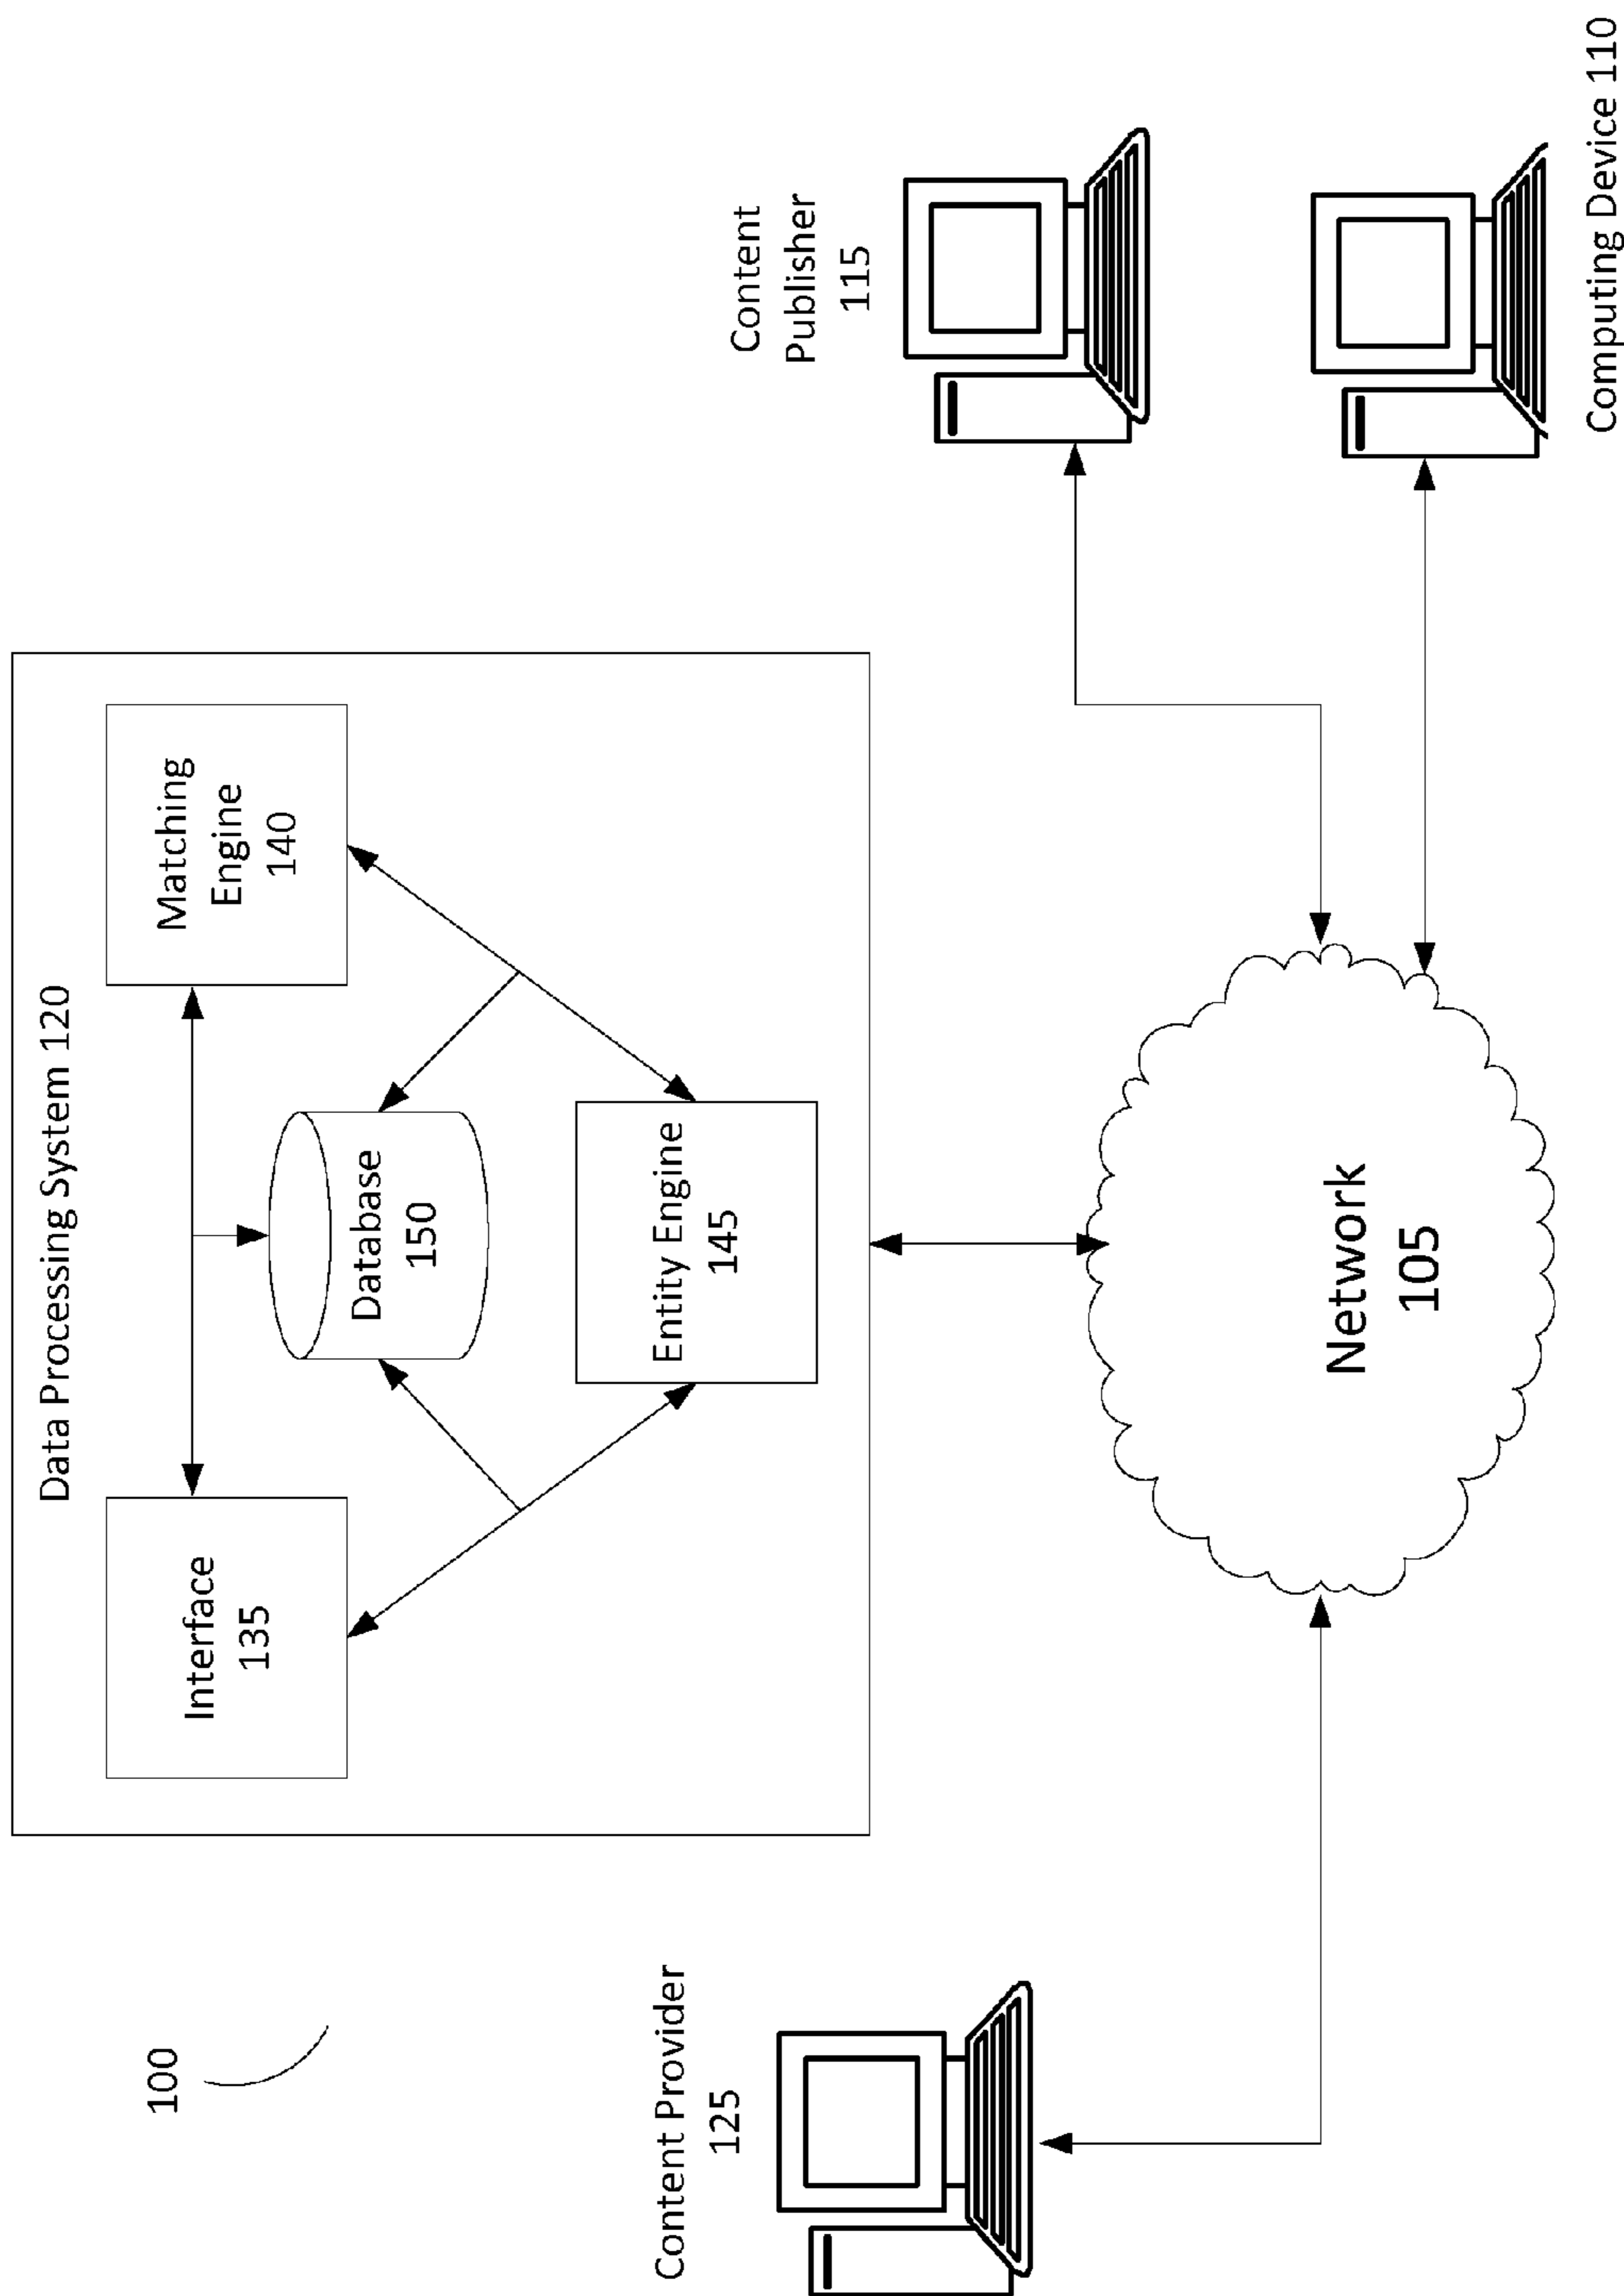 100
Data Processing System 120
Interface
135
Matching
Engine
140
Database
150
Entity Engine
145
Content Provider
125
Content
Publisher
115
Network
105
Computing Device 110